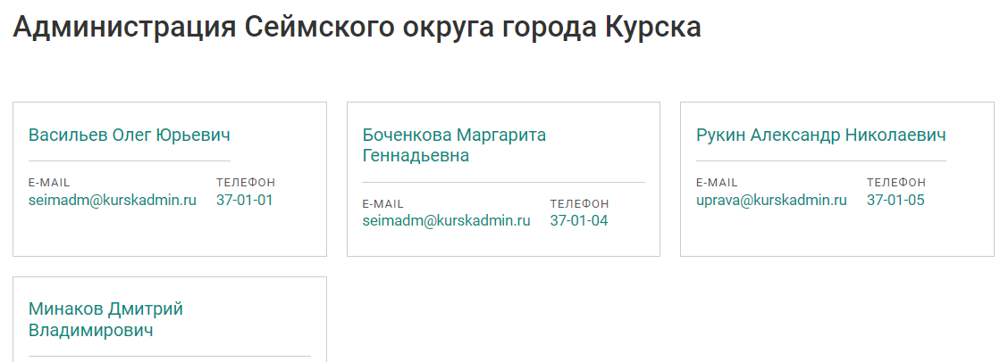 Администрация Сеймского округа города Курска
Васильев Олег Юрьевич
E-MAIL ТЕЛЕФОН
seimadm@kurskadmin.ru 37-01-01
Боченкова Маргарита
Геннадьевна
E-MAIL ТЕЛЕФОН
seimadm@kurskadmin.ru 37-01-04
Рукин Александр Николаевич
E-MAIL ТЕЛЕФОН
uprava@kurskadmin.ru 37-01-05
Минаков Дмитрий
Владимирович